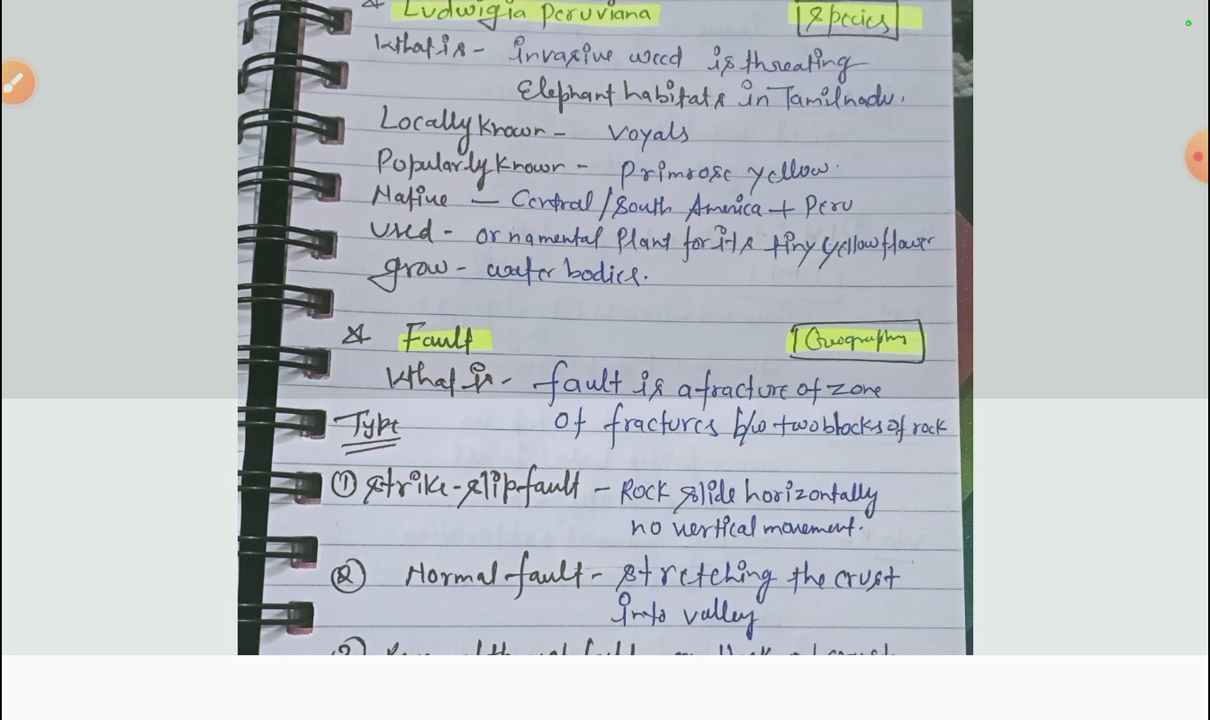 Ludwigia Peruviana Species
What is - invasive weed is threating
Elephant habitats in Tamilnadu.
Locally Known - voyals
Popularly Known - Primrose yellow.
Native - Central/South America + Peru
Used - ornamental Plant for its tiny yellow flower
grow - water bodies.
Fault Geography
What is - fault is a fracture of zone
Of fractures b/w two blocks of rock
Type
① Strike-Slip fault - Rock slide horizontally
no vertical movement.
② Normal fault - stretching the crust
into valley